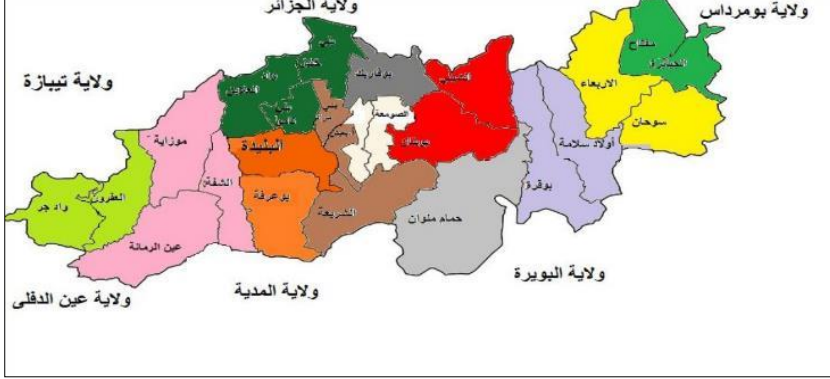 ولاية الجزائر
ولاية بومرداس
ولاية تيبازة
مفتاح
الاربعاء
سوحان
بوفاريك
الشبلي
الصومعة
أولاد سلامة
بوقرة
حمام ملوان
البليدة
بوعرفة
الشريعة
موزاية
الشفة
عين الرمانة
العفرون
واد جر
ولاية البويرة
ولاية المدية
ولاية عين الدفلى